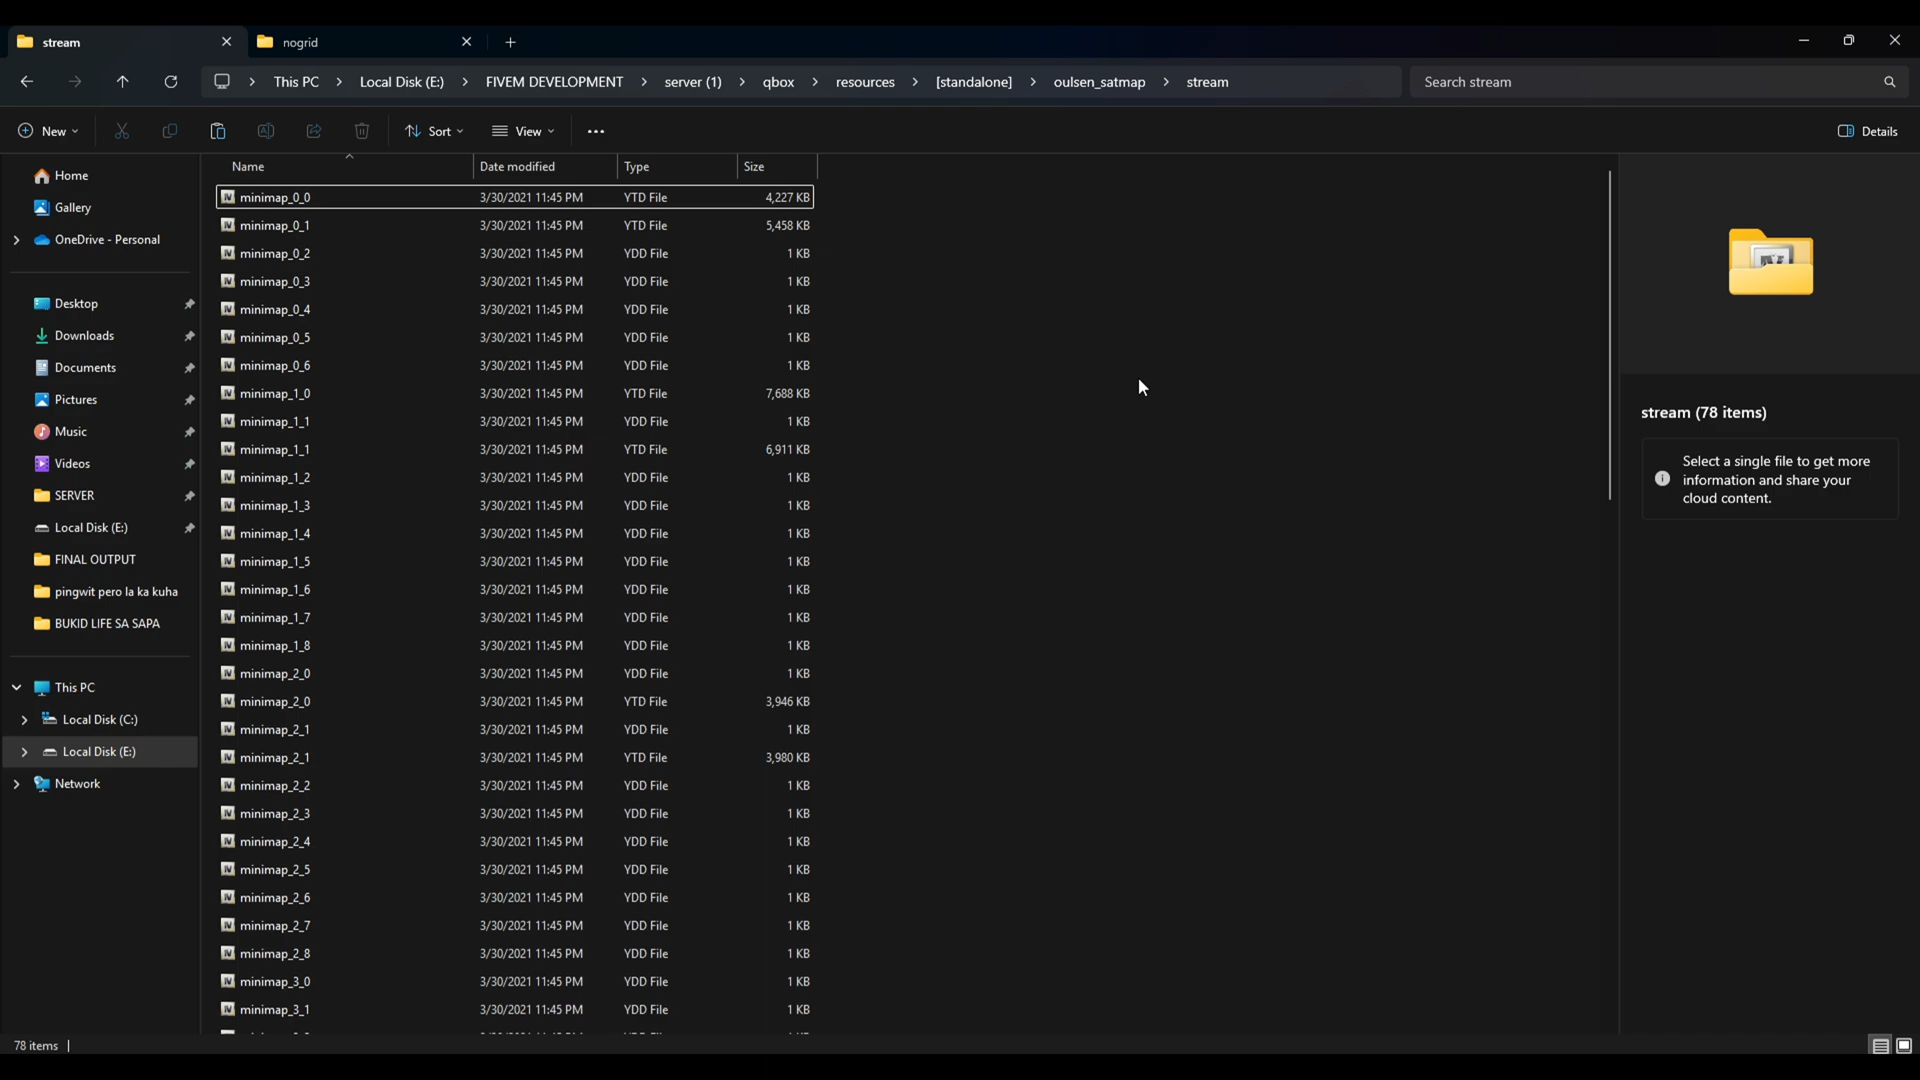 stream
nogrid
This PC > Local Disk (E:) > FIVEM DEVELOPMENT > server (1) > qbox > resources > [standalone] > oulsen_satmap > stream
Search stream
New
Sort
View
Details
Home
Gallery
OneDrive - Personal
Desktop
Downloads
Documents
Pictures
Music
Videos
SERVER
Local Disk (E:)
FINAL OUTPUT
pingwit pero la ka kuha
BUKID LIFE SA SAPA
This PC
Local Disk (C:)
Local Disk (E:)
Network
Name Date modified Type Size
minimap_0_0 3/30/2021 11:45 PM YTD File 4,227 KB
minimap_0_1 3/30/2021 11:45 PM YTD File 5,458 KB
minimap_0_2 3/30/2021 11:45 PM YDD File 1 KB
minimap_0_3 3/30/2021 11:45 PM YDD File 1 KB
minimap_0_4 3/30/2021 11:45 PM YDD File 1 KB
minimap_0_5 3/30/2021 11:45 PM YDD File 1 KB
minimap_0_6 3/30/2021 11:45 PM YDD File 1 KB
minimap_1_0 3/30/2021 11:45 PM YTD File 7,688 KB
minimap_1_1 3/30/2021 11:45 PM YDD File 1 KB
minimap_1_1 3/30/2021 11:45 PM YTD File 6,911 KB
minimap_1_2 3/30/2021 11:45 PM YDD File 1 KB
minimap_1_3 3/30/2021 11:45 PM YDD File 1 KB
minimap_1_4 3/30/2021 11:45 PM YDD File 1 KB
minimap_1_5 3/30/2021 11:45 PM YDD File 1 KB
minimap_1_6 3/30/2021 11:45 PM YDD File 1 KB
minimap_1_7 3/30/2021 11:45 PM YDD File 1 KB
minimap_1_8 3/30/2021 11:45 PM YDD File 1 KB
minimap_2_0 3/30/2021 11:45 PM YDD File 1 KB
minimap_2_0 3/30/2021 11:45 PM YTD File 3,946 KB
minimap_2_1 3/30/2021 11:45 PM YDD File 1 KB
minimap_2_1 3/30/2021 11:45 PM YTD File 3,980 KB
minimap_2_2 3/30/2021 11:45 PM YDD File 1 KB
minimap_2_3 3/30/2021 11:45 PM YDD File 1 KB
minimap_2_4 3/30/2021 11:45 PM YDD File 1 KB
minimap_2_5 3/30/2021 11:45 PM YDD File 1 KB
minimap_2_6 3/30/2021 11:45 PM YDD File 1 KB
minimap_2_7 3/30/2021 11:45 PM YDD File 1 KB
minimap_2_8 3/30/2021 11:45 PM YDD File 1 KB
minimap_3_0 3/30/2021 11:45 PM YDD File 1 KB
minimap_3_1 3/30/2021 11:45 PM YDD File 1 KB
stream (78 items)
Select a single file to get more
information and share your
cloud content.
78 items